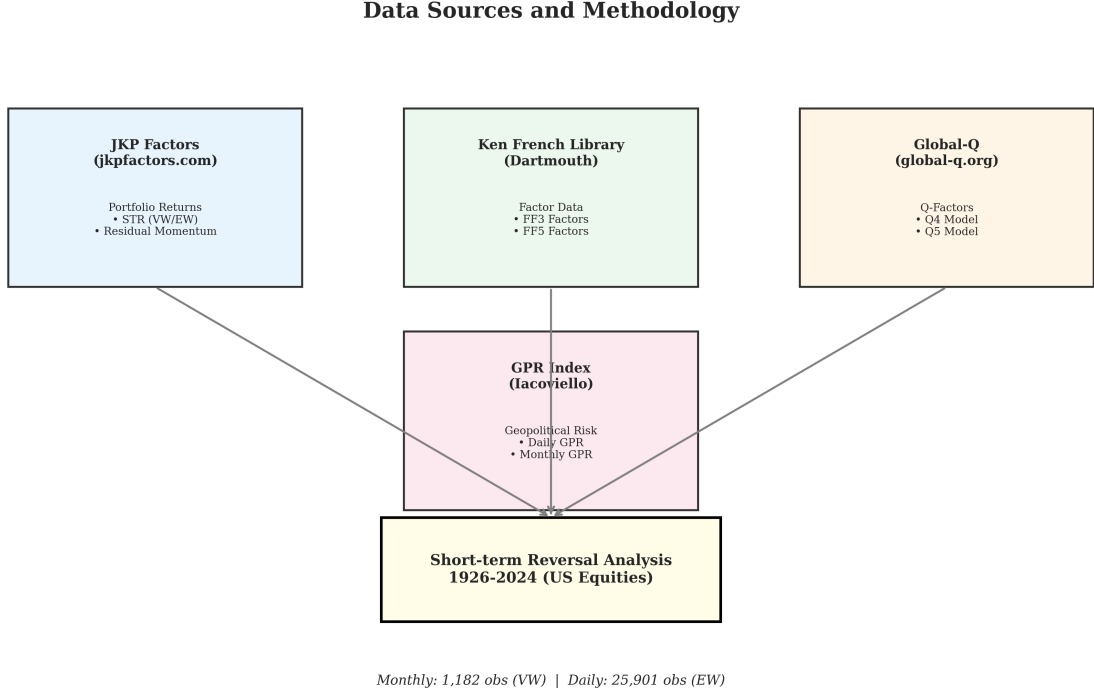 Data Sources and Methodology
JKP Factors
(jkpfactors.com)
Portfolio Returns
• STR (VW/EW)
• Residual Momentum
Ken French Library
(Dartmouth)
Factor Data
• FF3 Factors
• FF5 Factors
Global-Q
(global-q.org)
Q-Factors
• Q4 Model
• Q5 Model
GPR Index
(Iacoviello)
Geopolitical Risk
• Daily GPR
• Monthly GPR
Short-term Reversal Analysis
1926-2024 (US Equities)
Monthly: 1,182 obs (VW) | Daily: 25,901 obs (EW)